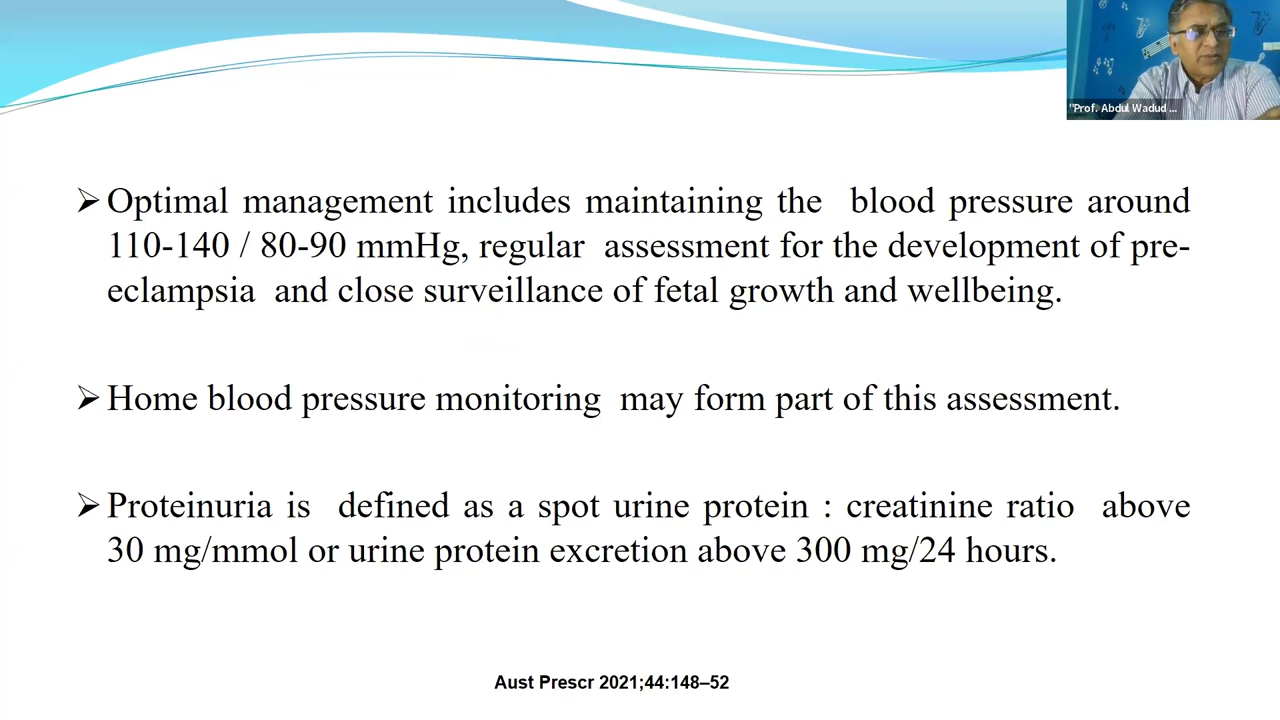 "Prof. Abdul Wadud ...
➢ Optimal management includes maintaining the blood pressure around
110-140 / 80-90 mmHg, regular assessment for the development of pre-
eclampsia and close surveillance of fetal growth and wellbeing.
➢ Home blood pressure monitoring may form part of this assessment.
➢ Proteinuria is defined as a spot urine protein : creatinine ratio above
30 mg/mmol or urine protein excretion above 300 mg/24 hours.
Aust Prescr 2021;44:148–52